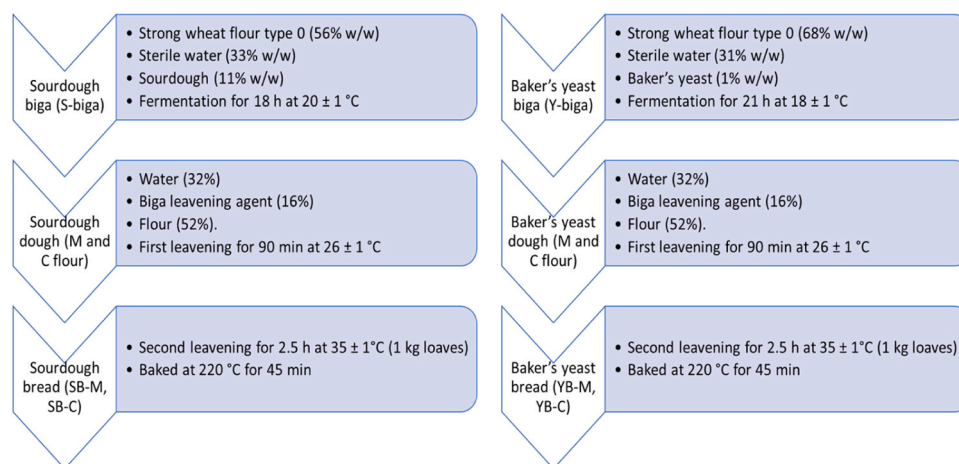 Sourdough
biga (S-biga)
• Strong wheat flour type 0 (56% w/w)
• Sterile water (33% w/w)
• Sourdough (11% w/w)
• Fermentation for 18 h at 20 ± 1 °C
Sourdough
dough (M and
C flour)
• Water (32%)
• Biga leavening agent (16%)
• Flour (52%).
• First leavening for 90 min at 26 ± 1 °C
Sourdough
bread (SB-M,
SB-C)
• Second leavening for 2.5 h at 35 ± 1°C (1 kg loaves)
• Baked at 220 °C for 45 min
Baker's yeast
biga (Y-biga)
• Strong wheat flour type 0 (68% w/w)
• Sterile water (31% w/w)
• Baker's yeast (1% w/w)
• Fermentation for 21 h at 18 ± 1 °C
Baker's yeast
dough (M and
C flour)
• Water (32%)
• Biga leavening agent (16%)
• Flour (52%).
• First leavening for 90 min at 26 ± 1 °C
Baker's yeast
bread (YB-M,
YB-C)
• Second leavening for 2.5 h at 35 ± 1°C (1 kg loaves)
• Baked at 220 °C for 45 min